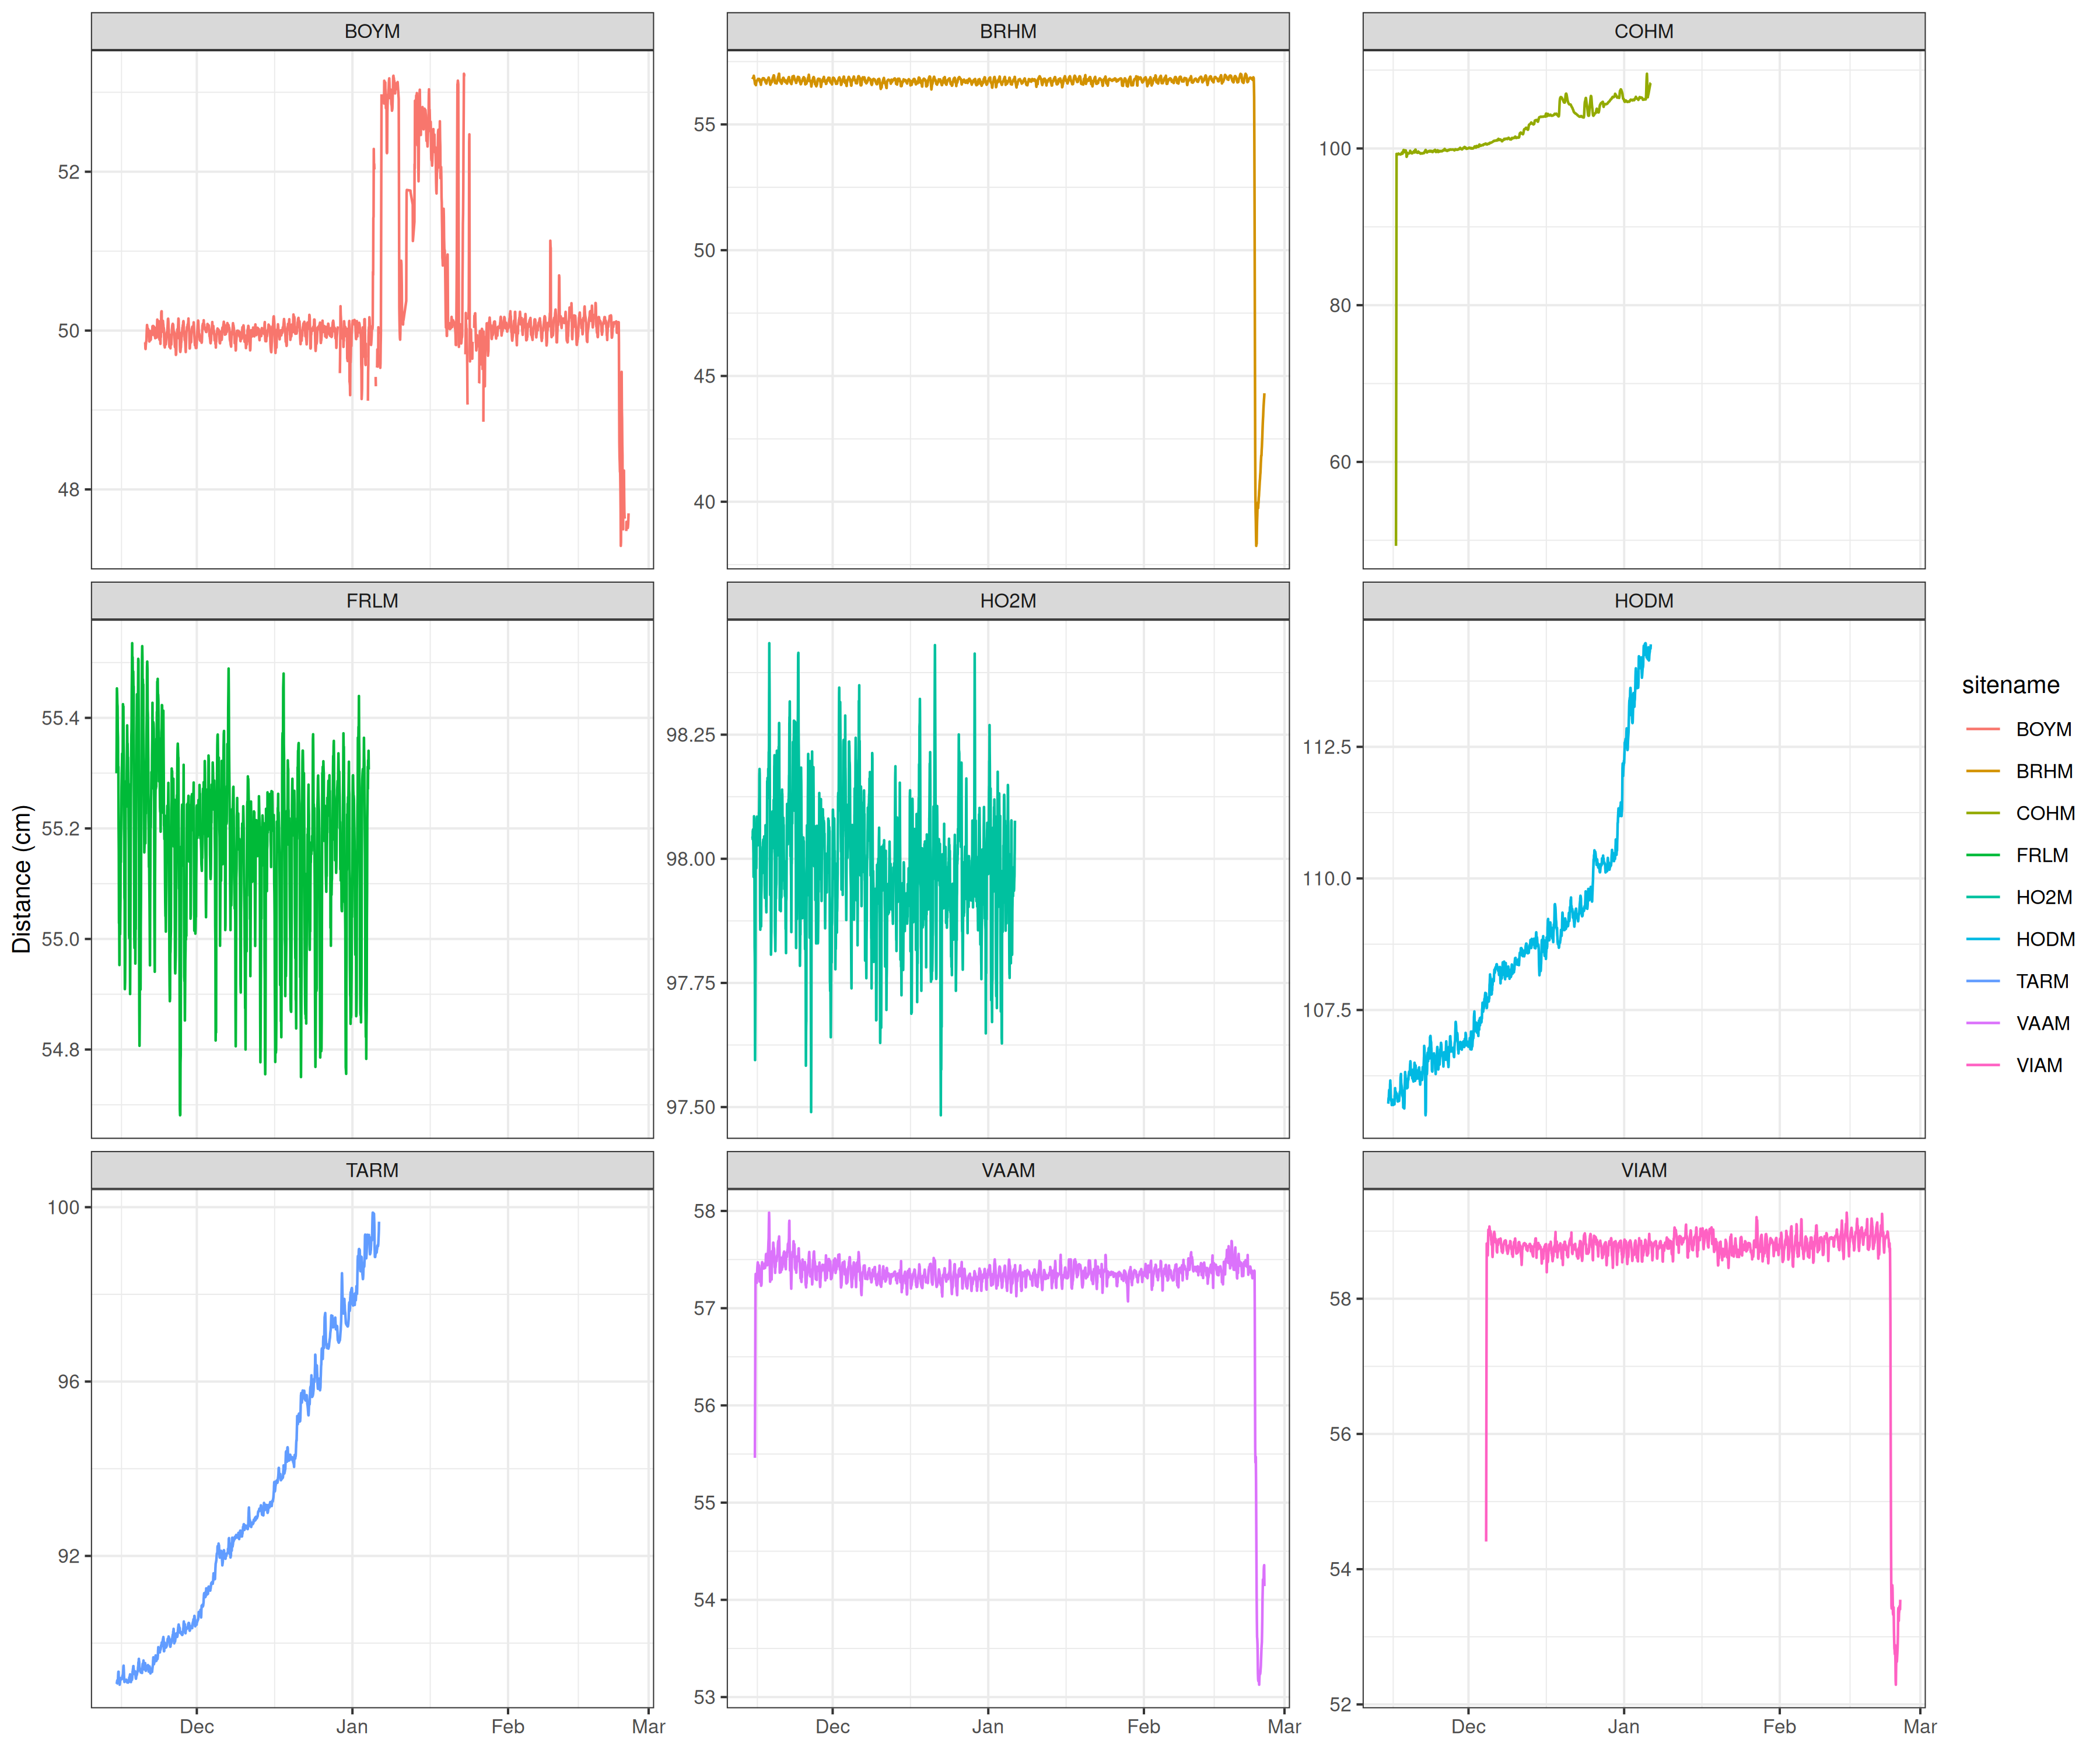 BOYM BRHM COHM
52
50
48
55
50
45
40
100
80
60
FRLM HO2M HODM
55.4
55.2
55.0
54.8
98.25
98.00
97.75
97.50
112.5
110.0
107.5
Distance (cm)
TARM VAAM VIAM
100
96
92
58
57
56
55
54
53
58
56
54
52
Dec Jan Feb Mar Dec Jan Feb Mar Dec Jan Feb Mar
sitename
BOYM
BRHM
COHM
FRLM
HO2M
HODM
TARM
VAAM
VIAM